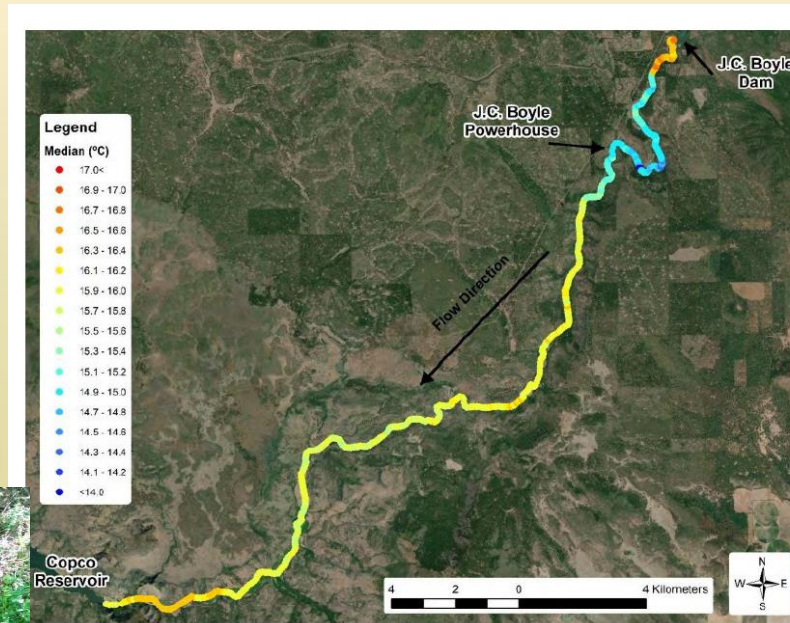 J.C. Boyle
Dam
J.C. Boyle
Powerhouse
Legend
Median (ºC)
17.0<
16.9 - 17.0
16.7 - 16.8
16.5 - 16.6
16.3 - 16.4
16.1 - 16.2
15.9 - 16.0
15.7 - 15.8
15.5 - 15.6
15.3 - 15.4
15.1 - 15.2
14.9 - 15.0
14.7 - 14.8
14.5 - 14.6
14.3 - 14.4
14.1 - 14.2
<14.0
Flow Direction
Copco
Reservoir
4 2 0 4 Kilometers
N
W E
S